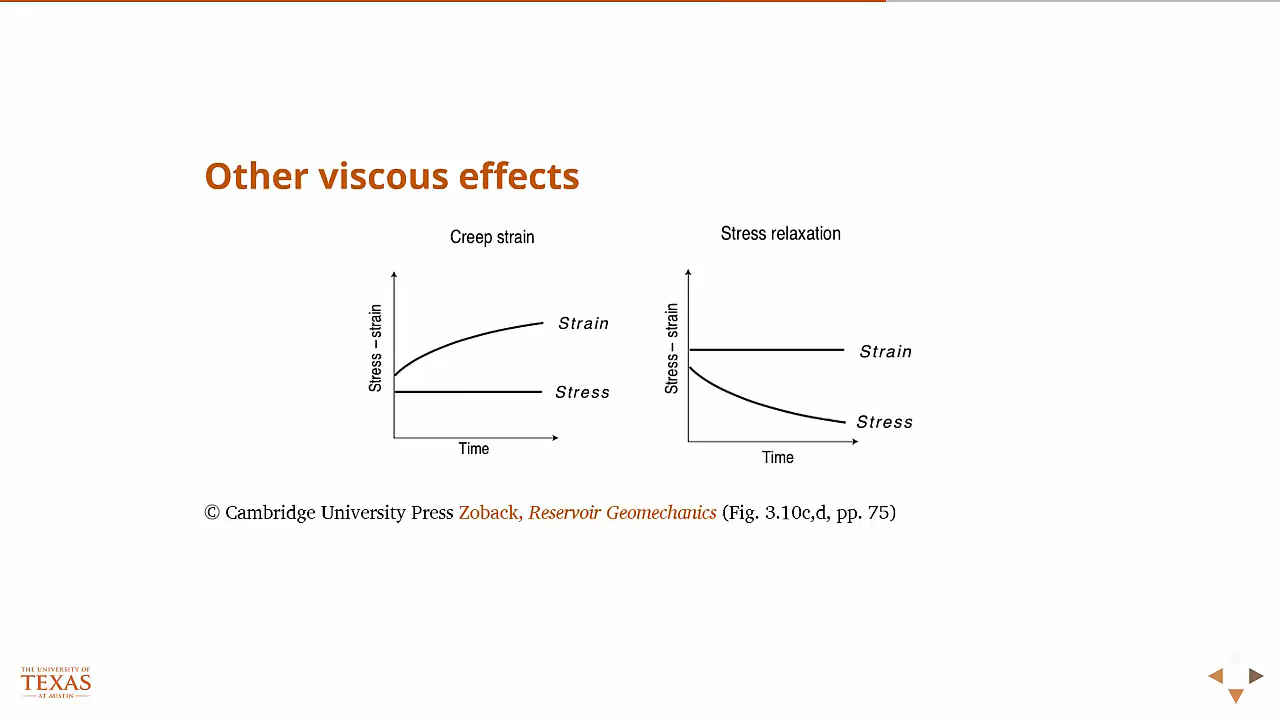 Other viscous effects
Creep strain
Stress – strain
Strain
Stress
Time
Stress relaxation
Stress – strain
Strain
Stress
Time
© Cambridge University Press Zoback, Reservoir Geomechanics (Fig. 3.10c,d, pp. 75)
THE UNIVERSITY OF
TEXAS
AT AUSTIN